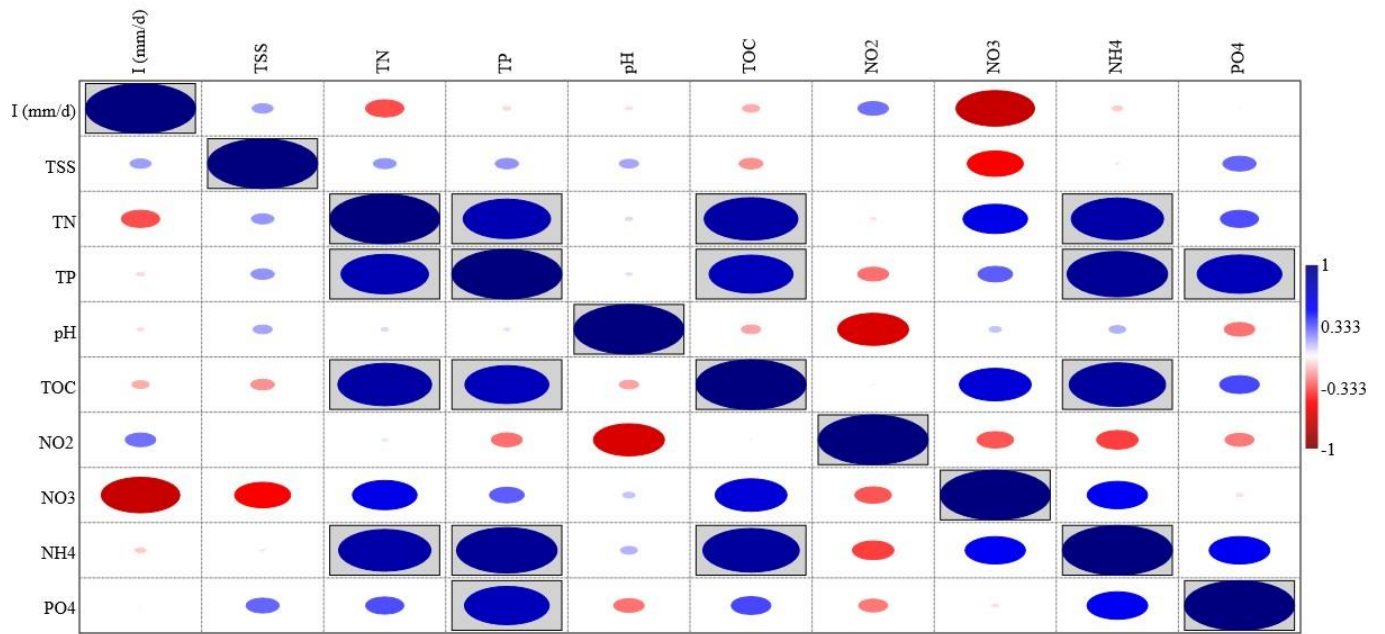 I (mm/d) TSS TN TP pH TOC NO2 NO3 NH4 PO4
I (mm/d)
TSS
TN
TP
pH
TOC
NO2
NO3
NH4
PO4
1
0.333
-0.333
-1